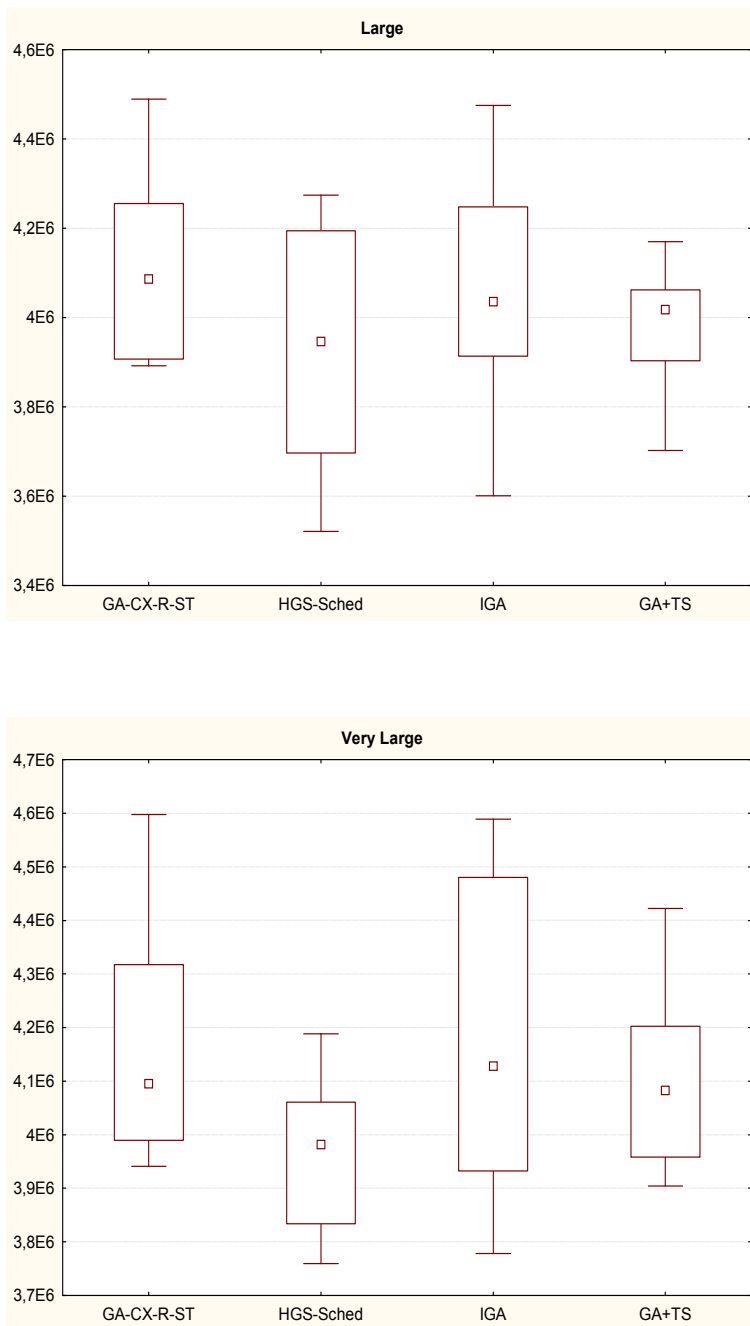 Large
4,6E6
4,4E6
4,2E6
4E6
3,8E6
3,6E6
3,4E6
GA-CX-R-ST HGS-Sched IGA GA+TS
Very Large
4,7E6
4,6E6
4,5E6
4,4E6
4,3E6
4,2E6
4,1E6
4E6
3,9E6
3,8E6
3,7E6
GA-CX-R-ST HGS-Sched IGA GA+TS